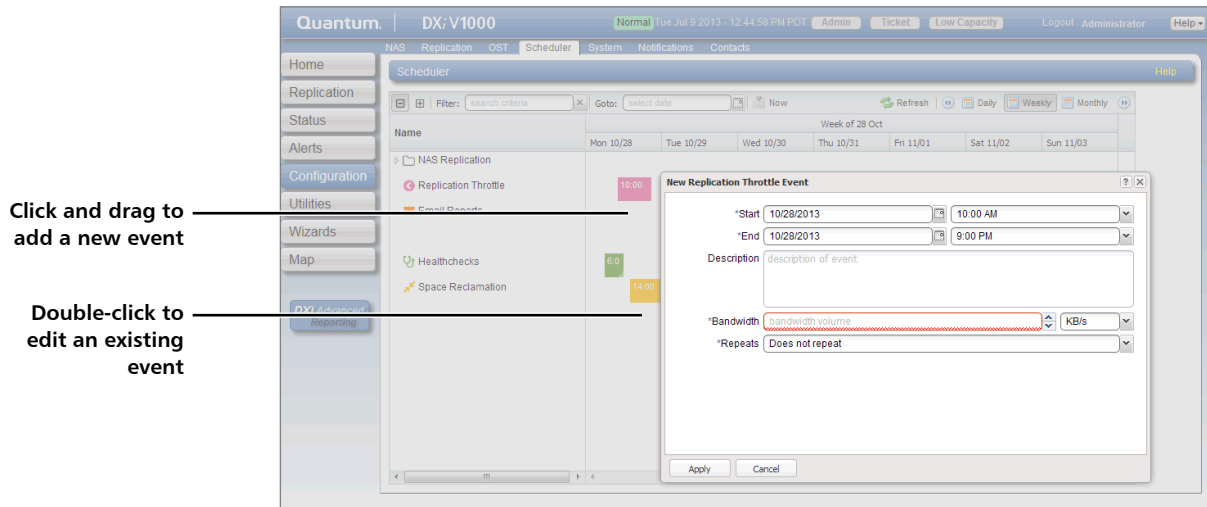 Quantum. DXi V1000 Normal Tue Jul 9 2013 - 12:44:58 PM PDT Admin Ticket Low Capacity Logout Administrator Help
NAS Replication OST Scheduler System Notifications Contacts
Home
Replication
Status
Alerts
Configuration
Utilities
Wizards
Map
DXi Advanced
Reporting
Scheduler Help
Filter: search criteria Goto: select date Now Refresh Daily Weekly Monthly
Name
Week of 28 Oct
Mon 10/28 Tue 10/29 Wed 10/30 Thu 10/31 Fri 11/01 Sat 11/02 Sun 11/03
NAS Replication
Replication Throttle 10:00
Email Reports
Healthchecks 6:0
Space Reclamation 14:00
New Replication Throttle Event
*Start 10/28/2013 10:00 AM
*End 10/28/2013 9:00 PM
Description description of event
*Bandwidth bandwidth volume KB/s
*Repeats Does not repeat
Apply Cancel
Click and drag to
add a new event
Double-click to
edit an existing
event